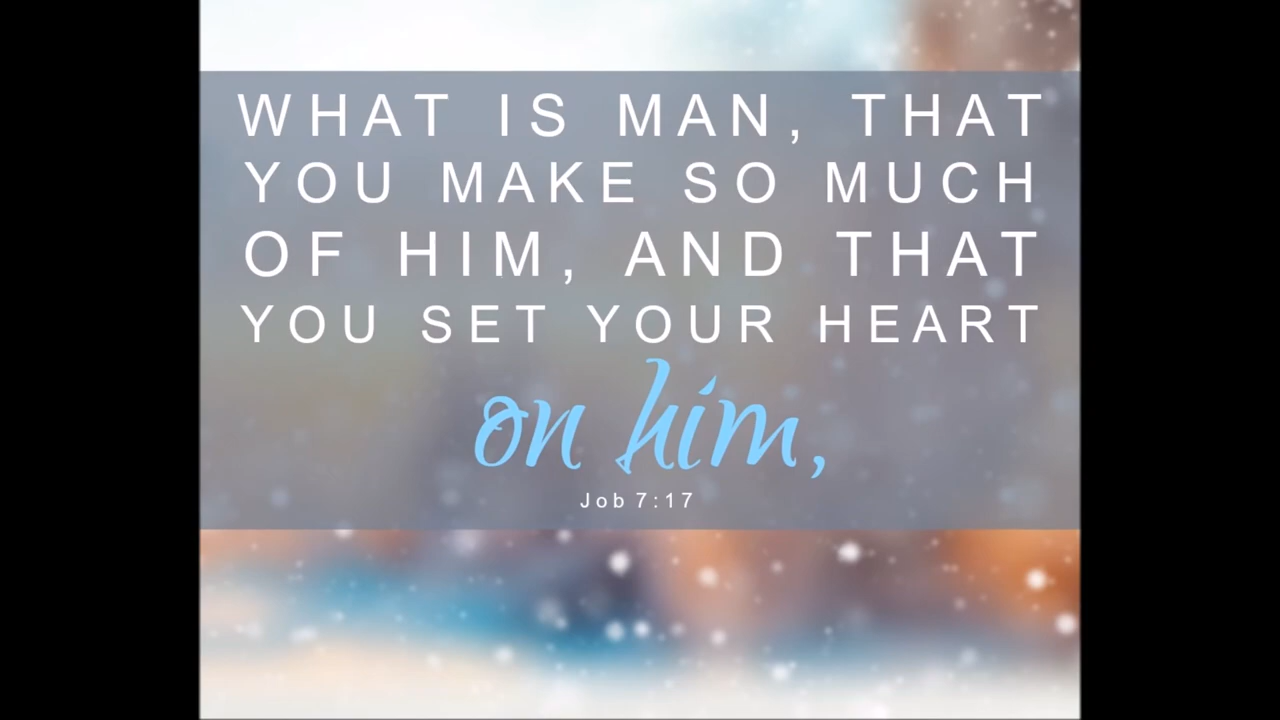 WHAT IS MAN, THAT
YOU MAKE SO MUCH
OF HIM, AND THAT
YOU SET YOUR HEART
on him,
Job 7:17